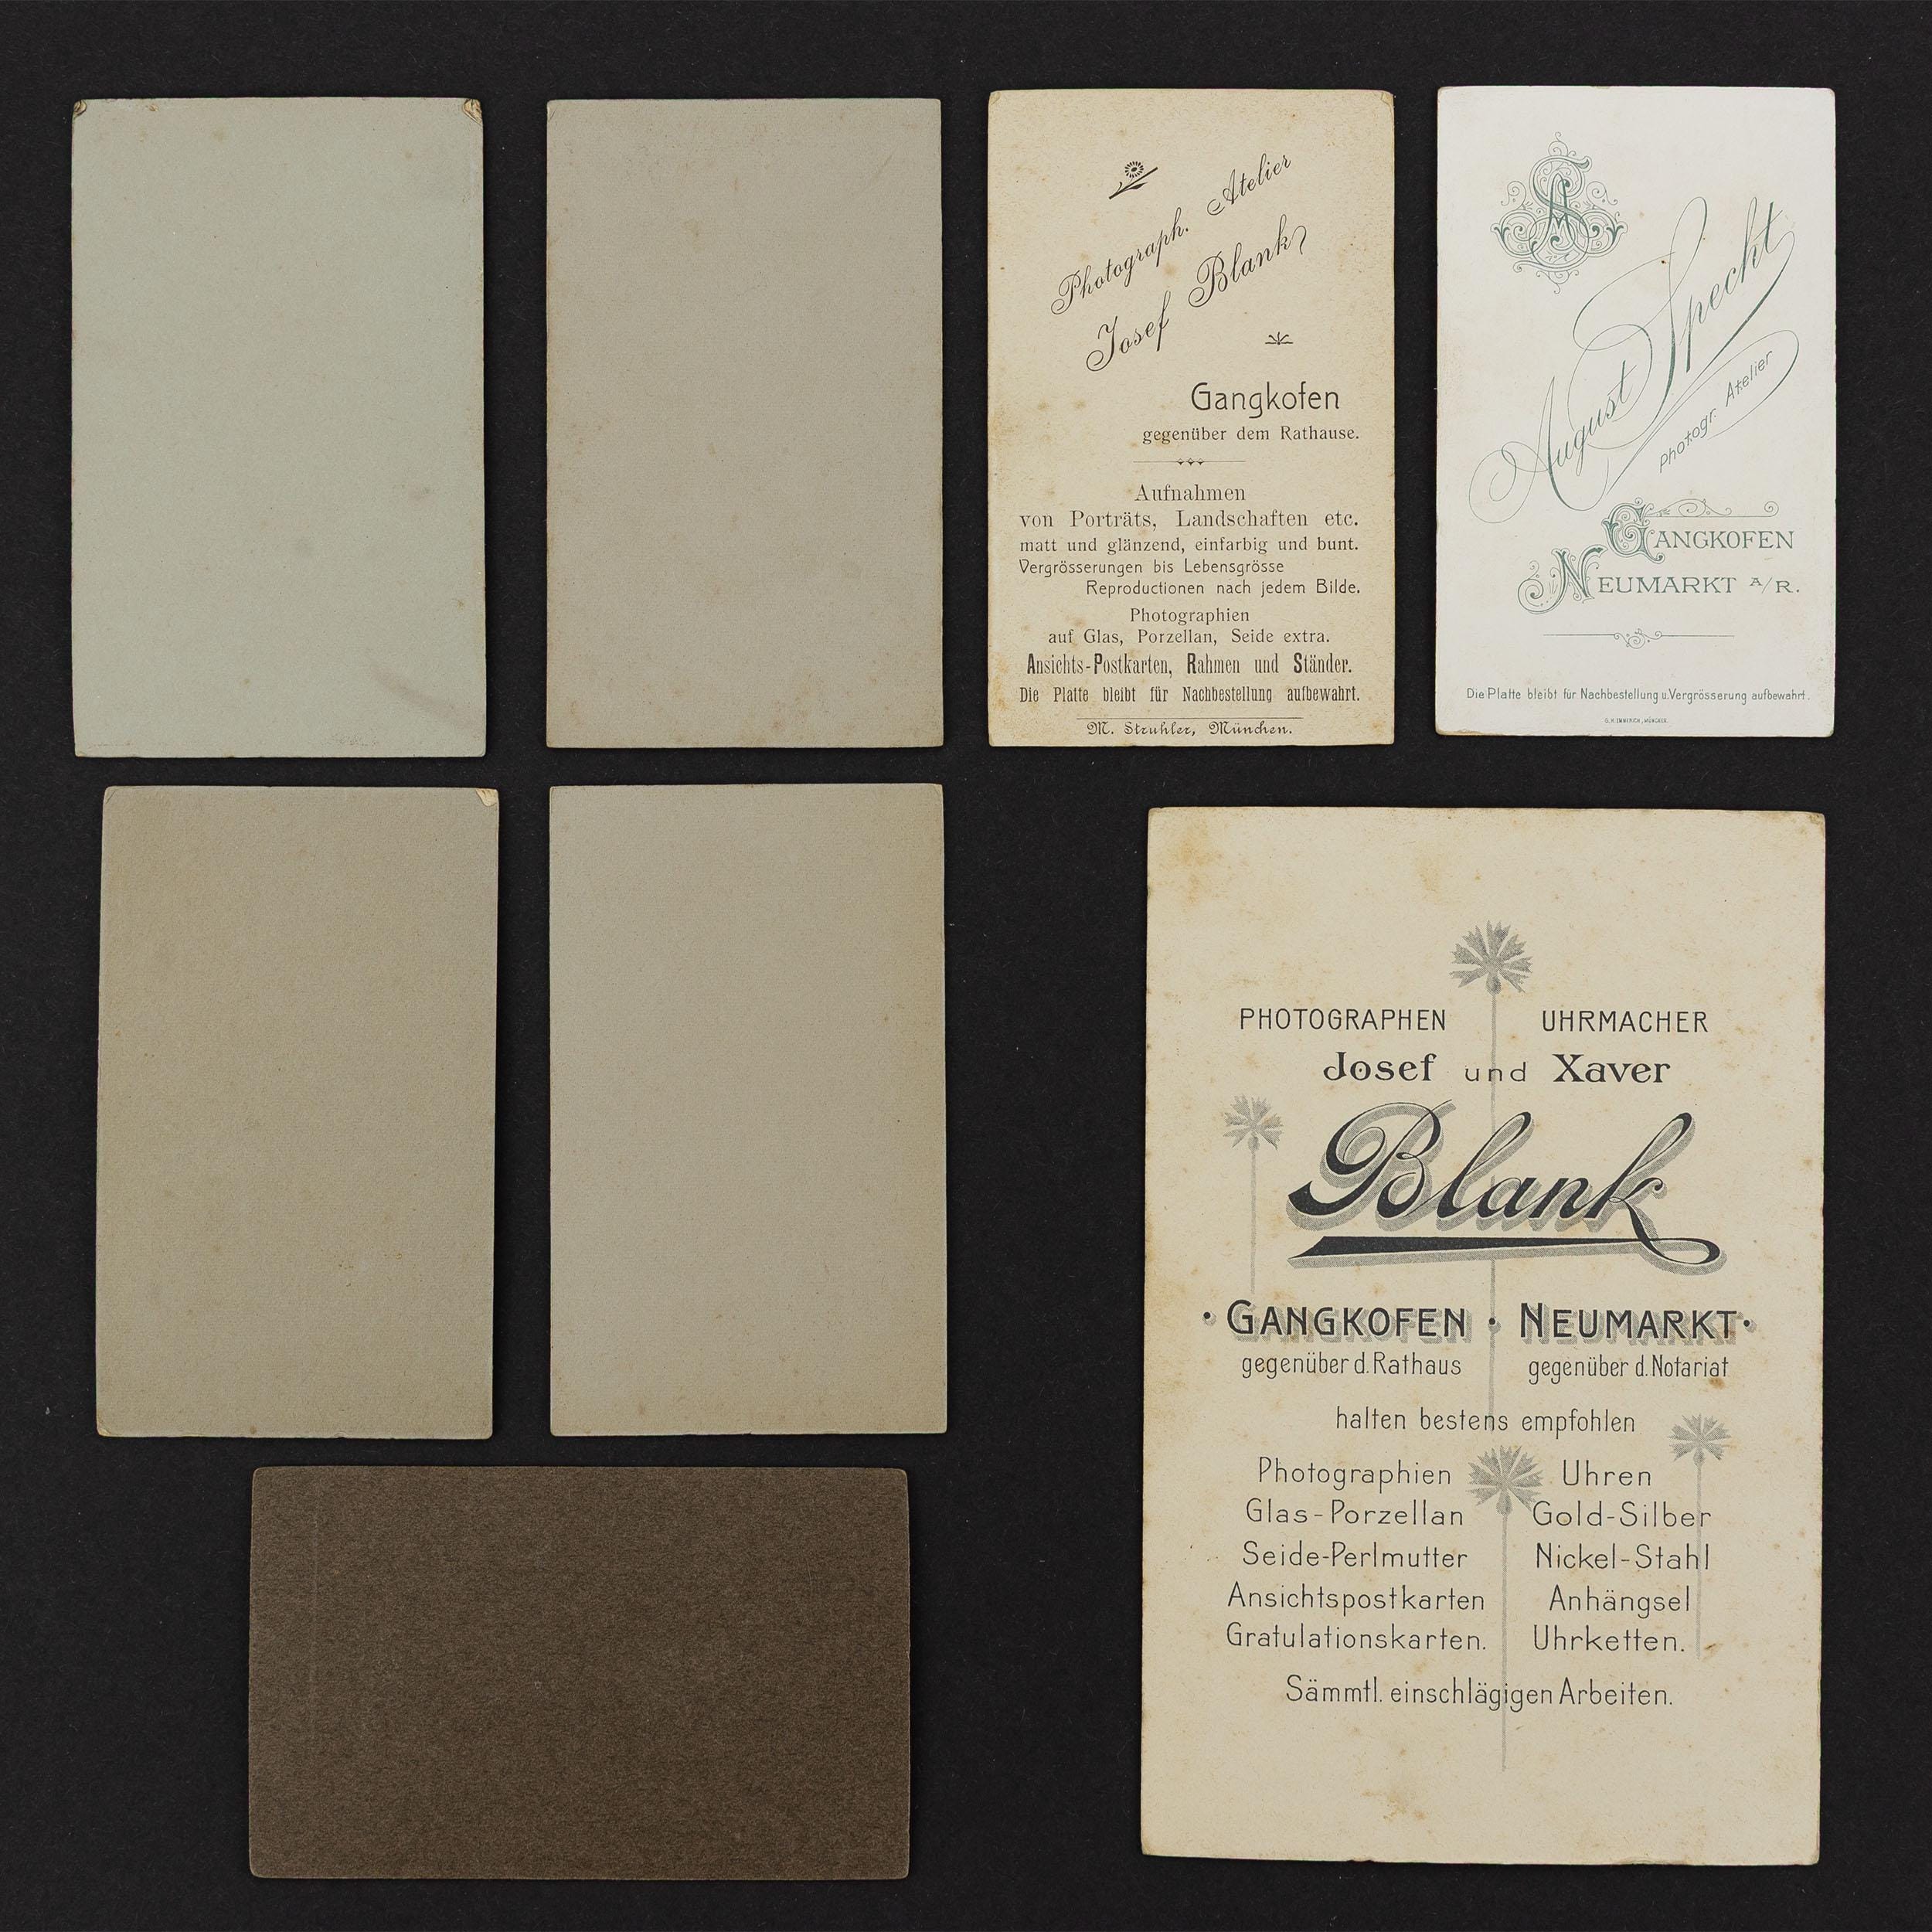 Photograph. Atelier
Josef Blank
Gangkofen
gegenüber dem Rathause.
Aufnahmen
von Porträts, Landschaften etc.
matt und glänzend, einfarbig und bunt.
Vergrösserungen bis Lebensgrösse
Reproductionen nach jedem Bilde.
Photographien
auf Glas, Porzellan, Seide extra.
Ansichts-Postkarten, Rahmen und Ständer.
Die Platte bleibt für Nachbestellung aufbewahrt.
M. Struhler, München.
AS
August Specht
Photogr. Atelier
GANGKOFEN
NEUMARKT A/R.
Die Platte bleibt für Nachbestellung u. Vergrösserung aufbewahrt.
G. H. EMMERICH, MÜNCHEN.
PHOTOGRAPHEN UHRMACHER
Josef und Xaver
Blank
• GANGKOFEN • NEUMARKT •
gegenüber d. Rathaus gegenüber d. Notariat
halten bestens empfohlen
Photographien Uhren
Glas-Porzellan Gold-Silber
Seide-Perlmutter Nickel-Stahl
Ansichtspostkarten Anhängsel
Gratulationskarten. Uhrketten.
Sämmtl. einschlägigen Arbeiten.